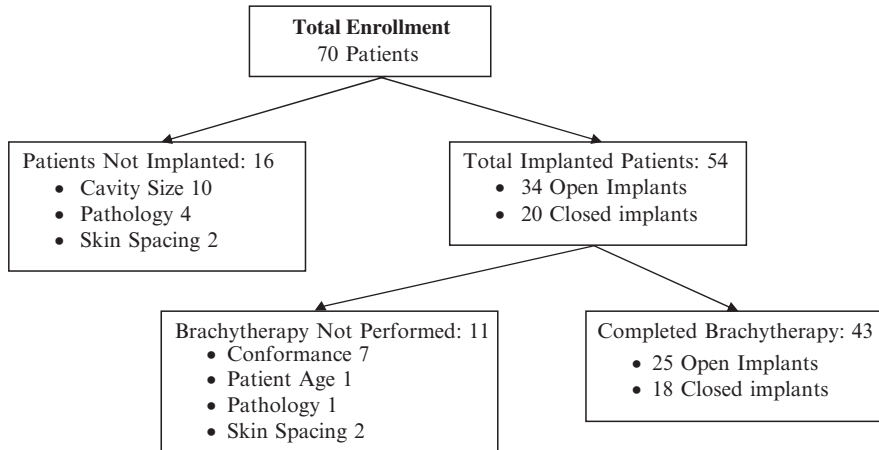 Total Enrollment
70 Patients
Patients Not Implanted: 16
• Cavity Size 10
• Pathology 4
• Skin Spacing 2
Total Implanted Patients: 54
• 34 Open Implants
• 20 Closed implants
Brachytherapy Not Performed: 11
• Conformance 7
• Patient Age 1
• Pathology 1
• Skin Spacing 2
Completed Brachytherapy: 43
• 25 Open Implants
• 18 Closed implants